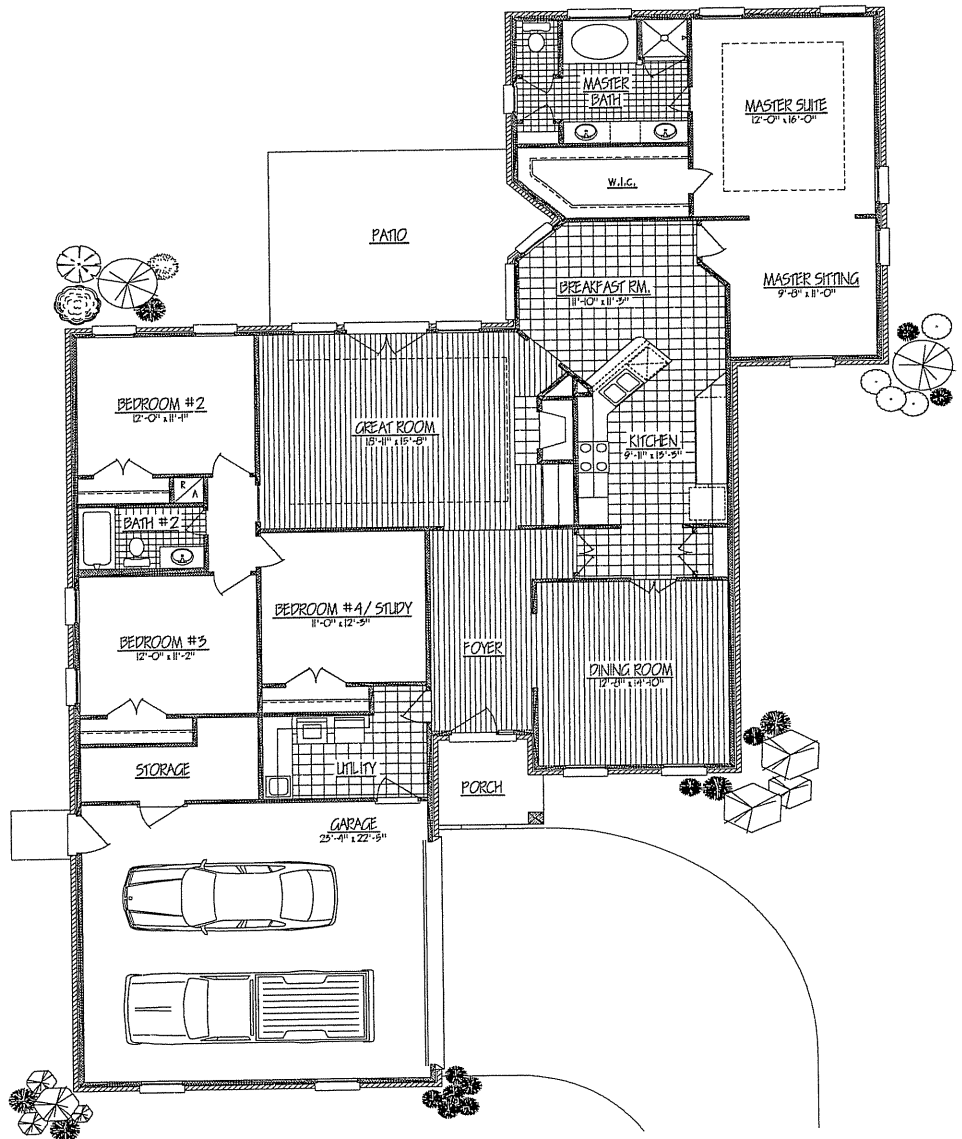 MASTER
BATH
MASTER SUITE
12'-0" x 16'-0"
W.I.C.
PATIO
BREAKFAST RM.
11'-10" x 11'-3"
MASTER SITTING
9'-8" x 11'-0"
BEDROOM #2
12'-0" x 11'-1"
GREAT ROOM
18'-11" x 15'-8"
KITCHEN
9'-11" x 13'-3"
R
A
BATH #2
BEDROOM #4/ STUDY
11'-0" x 12'-3"
BEDROOM #3
12'-0" x 11'-2"
FOYER
DINING ROOM
12'-8" x 14'-10"
STORAGE
UTILITY
PORCH
GARAGE
23'-4" x 22'-5"